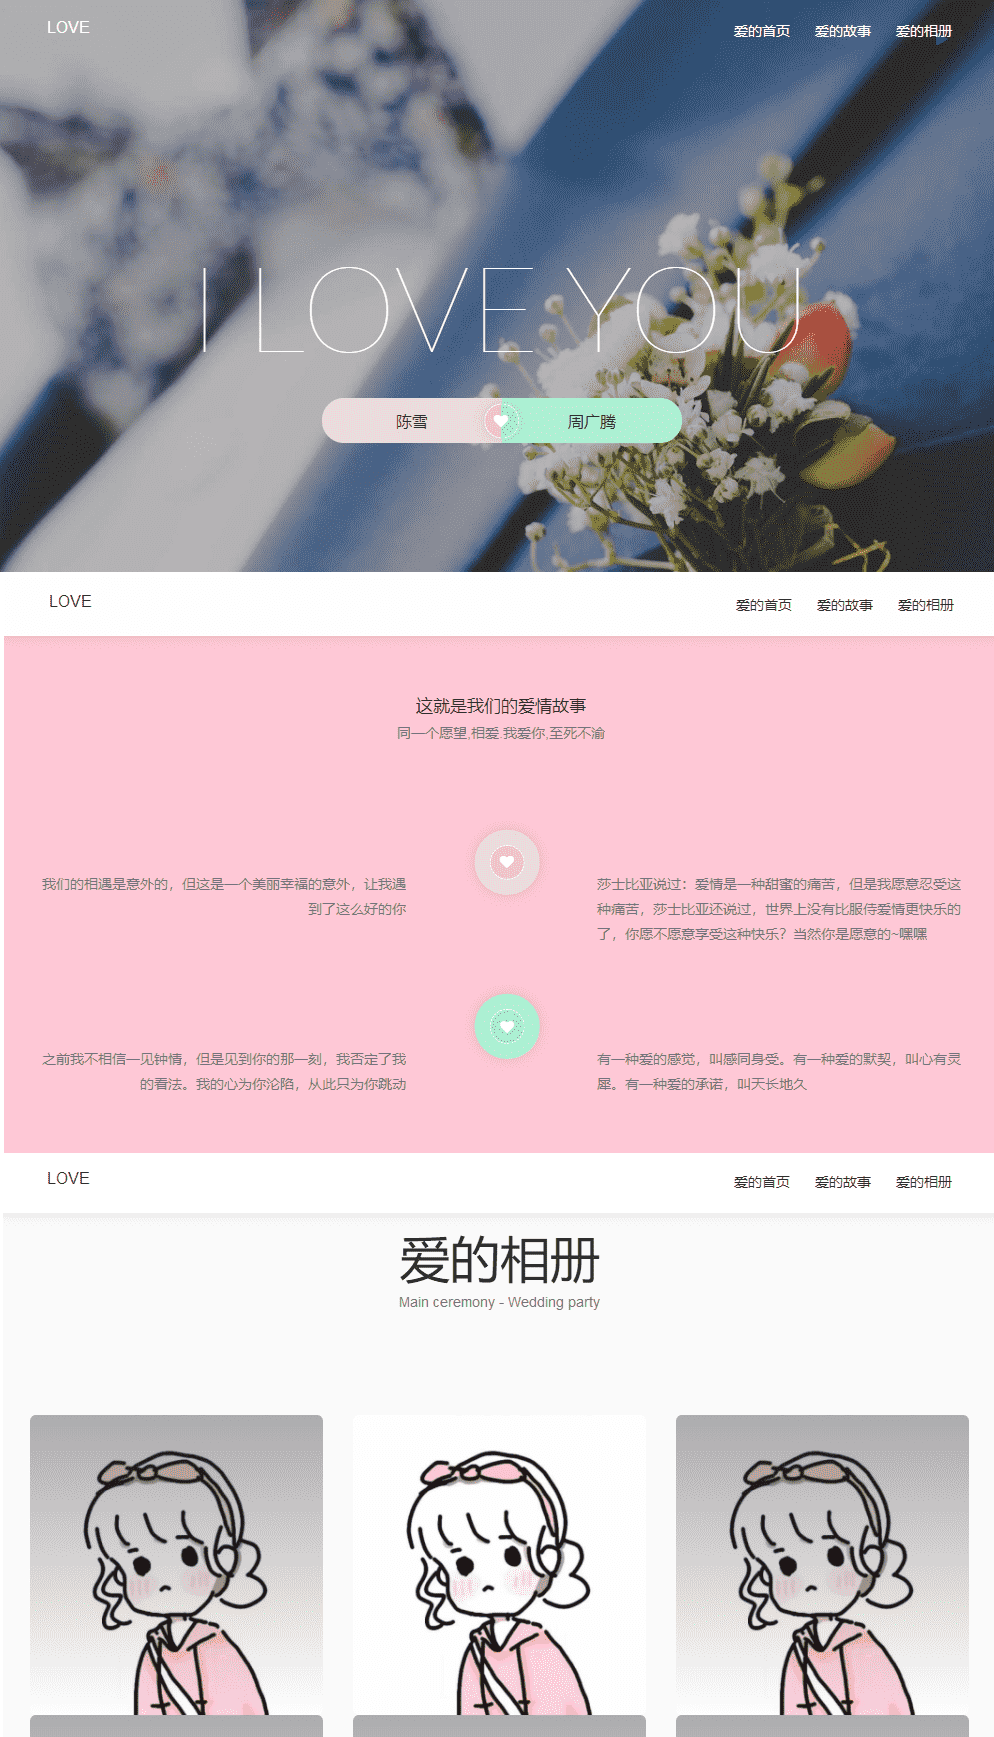 LOVE
爱的首页 爱的故事 爱的相册
I LOVE YOU
陈雪 周广腾
LOVE
爱的首页 爱的故事 爱的相册
这就是我们的爱情故事
同一个愿望,相爱.我爱你,至死不渝
我们的相遇是意外的，但这是一个美丽幸福的意外，让我遇
到了这么好的你
莎士比亚说过：爱情是一种甜蜜的痛苦，但是我愿意忍受这
种痛苦，莎士比亚还说过，世界上没有比服侍爱情更快乐的
了，你愿不愿意享受这种快乐？当然你是愿意的~嘿嘿
之前我不相信一见钟情，但是见到你的那一刻，我否定了我
的看法。我的心为你沦陷，从此只为你跳动
有一种爱的感觉，叫感同身受。有一种爱的默契，叫心有灵
犀。有一种爱的承诺，叫天长地久
LOVE
爱的首页 爱的故事 爱的相册
爱的相册
Main ceremony - Wedding party